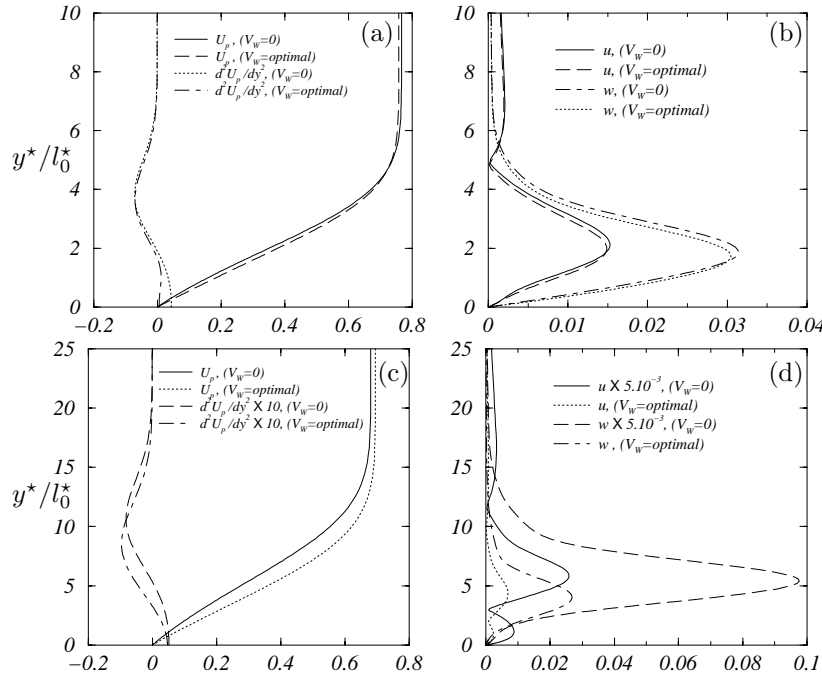 10
8
6
4
2
0
y*/l₀*
(a)
U_p, (V_W=0)
U_p, (V_W=optimal)
d²U_p/dy², (V_W=0)
d²U_p/dy², (V_W=optimal)
−0.2 0 0.2 0.4 0.6 0.8
10
8
6
4
2
0
(b)
u, (V_W=0)
u, (V_W=optimal)
w, (V_W=0)
w, (V_W=optimal)
0 0.01 0.02 0.03 0.04
25
20
15
10
5
0
y*/l₀*
(c)
U_p, (V_W=0)
U_p, (V_W=optimal)
d²U_p/dy² X 10, (V_W=0)
d²U_p/dy² X 10, (V_W=optimal)
−0.2 0 0.2 0.4 0.6 0.8
25
20
15
10
5
0
(d)
u X 5.10⁻³, (V_W=0)
u, (V_W=optimal)
w X 5.10⁻³, (V_W=0)
w , (V_W=optimal)
0 0.02 0.04 0.06 0.08 0.1